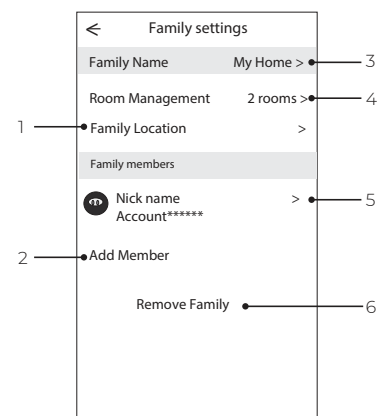 Family settings
Family Name My Home > 3
Room Management 2 rooms > 4
1 Family Location >
Family members
Nick name > 5
Account******
2 Add Member
Remove Family 6